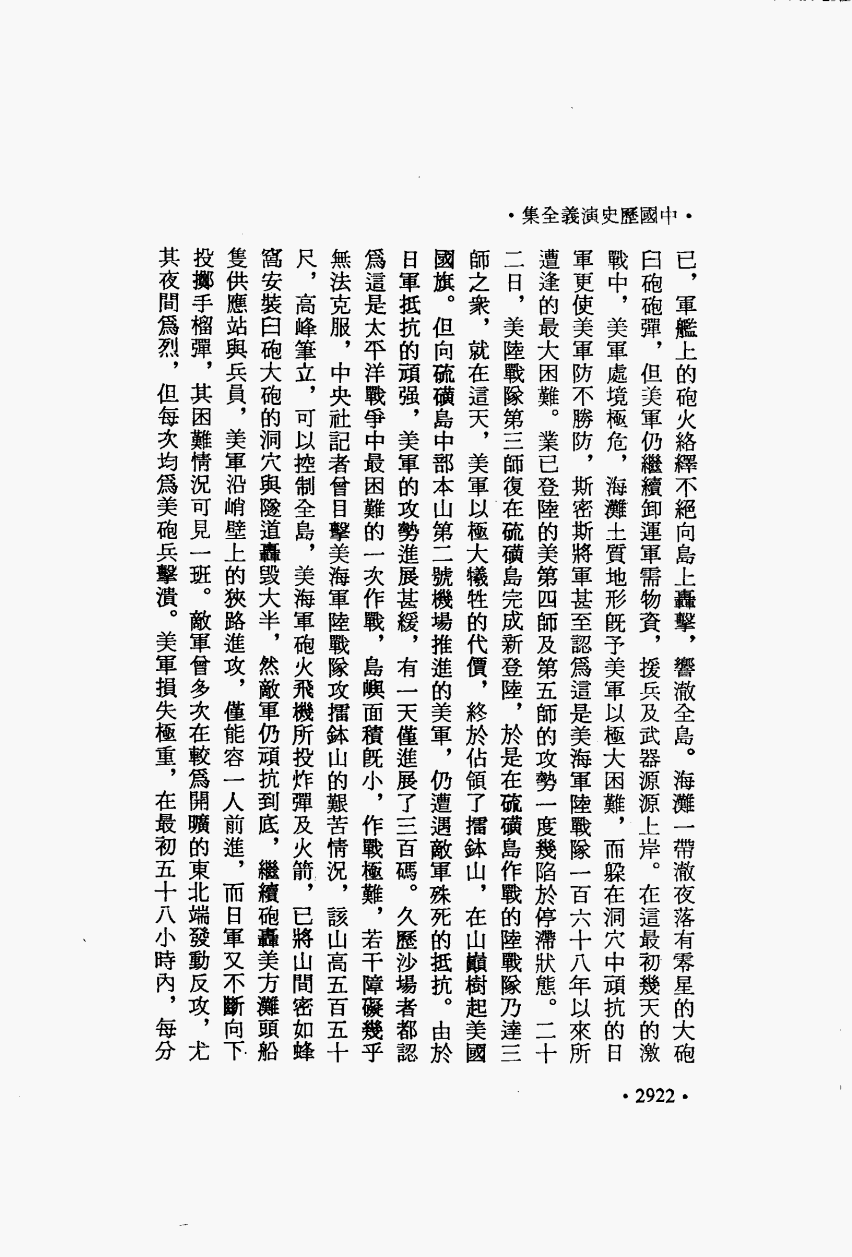 •中國歷史演義全集•
已，軍艦上的砲火絡繹不絕向島上轟擊，響澈全島。海灘一帶澈夜落有零星的大砲
臼砲砲彈，但美軍仍繼續卸運軍需物資，援兵及武器源源上岸。在這最初幾天的激
戰中，美軍處境極危，海灘土質地形既予美軍以極大困難，而躲在洞穴中頑抗的日
軍更使美軍防不勝防，斯密斯將軍甚至認爲這是美海軍陸戰隊一百六十八年以來所
遭逢的最大困難。業已登陸的美第四師及第五師的攻勢一度幾陷於停滯狀態。二十
二日，美陸戰隊第三師復在硫磺島完成新登陸，於是在硫磺島作戰的陸戰隊乃達三
師之衆，就在這天，美軍以極大犧牲的代價，終於佔領了擂鉢山，在山巔樹起美國
國旗。但向硫磺島中部本山第二號機場推進的美軍，仍遭遇敵軍殊死的抵抗。由於
日軍抵抗的頑强，美軍的攻勢進展甚緩，有一天僅進展了三百碼。久歷沙場者都認
爲這是太平洋戰爭中最困難的一次作戰，島嶼面積既小，作戰極難，若干障礙幾乎
無法克服，中央社記者曾目擊美海軍陸戰隊攻擂鉢山的艱苦情況，該山高五百五十
尺，高峰筆立，可以控制全島，美海軍砲火飛機所投炸彈及火箭，已將山間密如蜂
窩安裝臼砲大砲的洞穴與隧道轟毀大半，然敵軍仍頑抗到底，繼續砲轟美方灘頭船
隻供應站與兵員，美軍沿峭壁上的狹路進攻，僅能容一人前進，而日軍又不斷向下
投擲手榴彈，其困難情況可見一班。敵軍曾多次在較爲開曠的東北端發動反攻，尤
其夜間爲烈，但每次均爲美砲兵擊潰。美軍損失極重，在最初五十八小時內，每分
•2922•